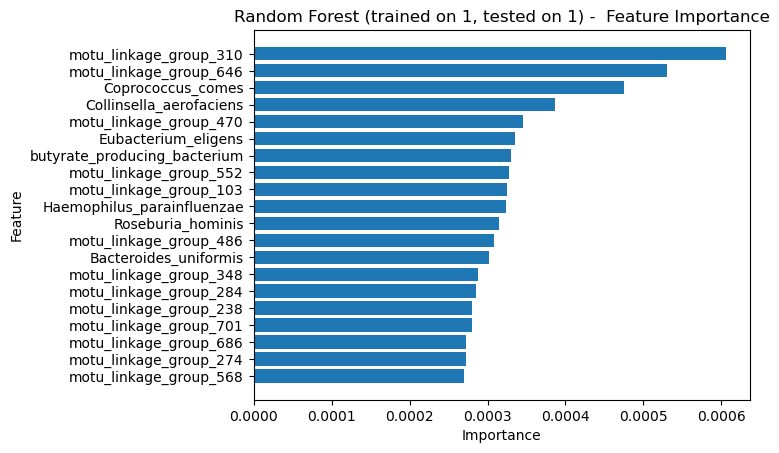 Random Forest (trained on 1, tested on 1) -  Feature Importance
motu_linkage_group_310
motu_linkage_group_646
Coprococcus_comes
Collinsella_aerofaciens
motu_linkage_group_470
Eubacterium_eligens
butyrate_producing_bacterium
motu_linkage_group_552
motu_linkage_group_103
Haemophilus_parainfluenzae
Roseburia_hominis
motu_linkage_group_486
Bacteroides_uniformis
motu_linkage_group_348
motu_linkage_group_284
motu_linkage_group_238
motu_linkage_group_701
motu_linkage_group_686
motu_linkage_group_274
motu_linkage_group_568
Feature
0.0000 0.0001 0.0002 0.0003 0.0004 0.0005 0.0006
Importance